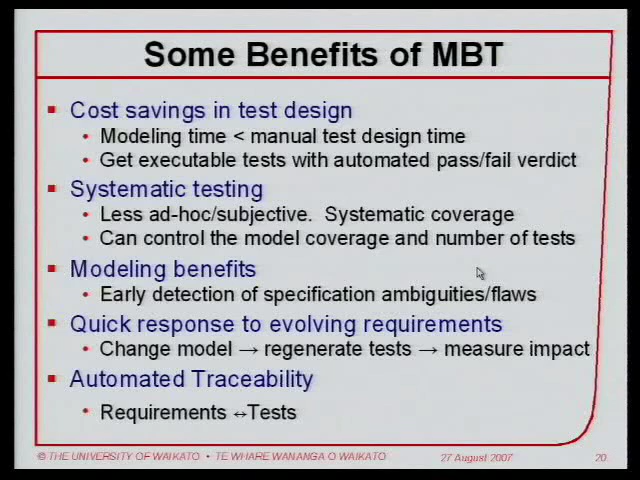 Some Benefits of MBT
▪ Cost savings in test design
• Modeling time < manual test design time
• Get executable tests with automated pass/fail verdict
▪ Systematic testing
• Less ad-hoc/subjective. Systematic coverage
• Can control the model coverage and number of tests
▪ Modeling benefits
• Early detection of specification ambiguities/flaws
▪ Quick response to evolving requirements
• Change model → regenerate tests → measure impact
▪ Automated Traceability
• Requirements ↔Tests
© THE UNIVERSITY OF WAIKATO • TE WHARE WANANGA O WAIKATO 27 August 2007 20